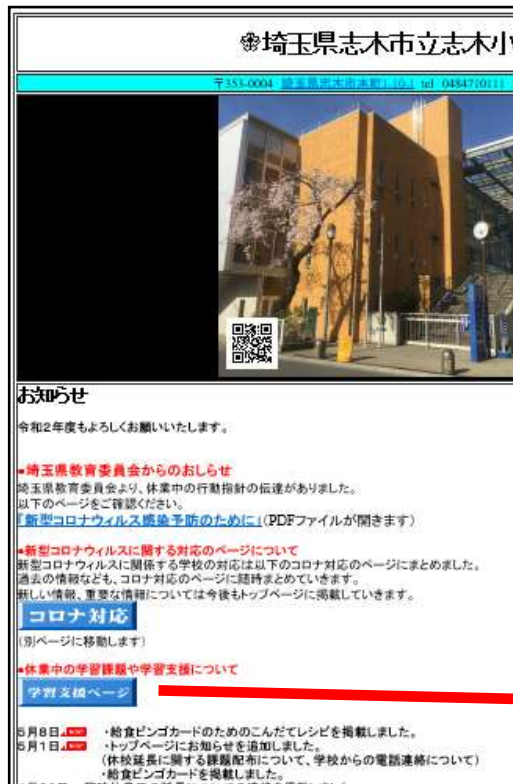 埼玉県志木市立志木小
〒353-0004 埼玉県志木市本町1-10-1 tel 0484710111
お知らせ
令和2年度もよろしくお願いいたします。
■埼玉県教育委員会からのおしらせ
埼玉県教育委員会より、休業中の行動指針の伝達がありました。
以下のページをご確認ください。
「新型コロナウィルス感染予防のために」(PDFファイルが開きます)
■新型コロナウィルスに関する対応のページについて
新型コロナウィルスに関係する学校の対応は以下のコロナ対応のページにまとめました。
過去の情報なども、コロナ対応のページに随時まとめていきます。
新しい情報、重要な情報については今後もトップページに掲載していきます。
コロナ対応
(別ページに移動します)
■休業中の学習課題や学習支援について
学習支援ページ
5月8日 ・給食ビンゴカードのためのこんだてレシピを掲載しました。
5月1日 ・トップページにお知らせを追加しました。
(休校延長に関する課題配布について、学校からの電話連絡について)
・給食ビンゴカードを掲載しました。